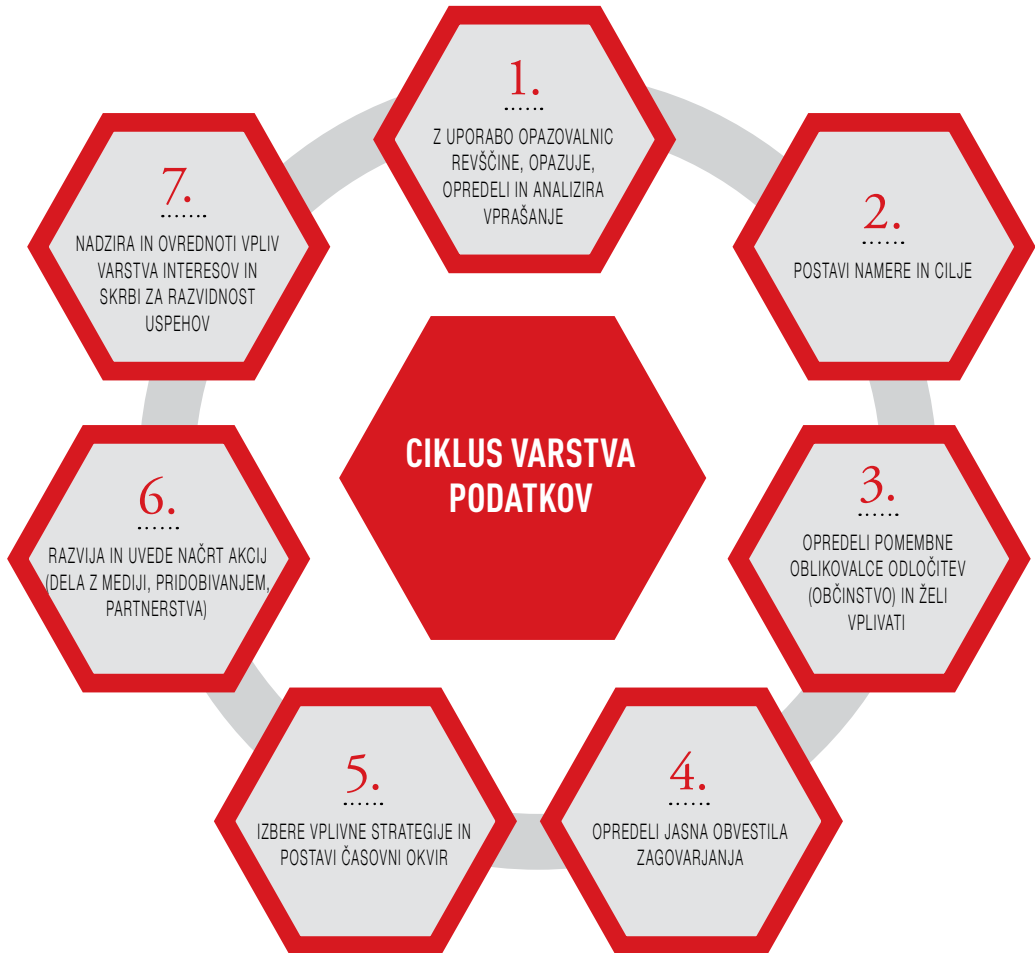 1.
Z UPORABO OPAZOVALNIC
REVŠČINE, OPAZUJE,
OPREDELI IN ANALIZIRA
VPRAŠANJE
2.
POSTAVI NAMERE IN CILJE
3.
OPREDELI POMEMBNE
OBLIKOVALCE ODLOČITEV
(OBČINSTVO) IN ŽELI
VPLIVATI
4.
OPREDELI JASNA OBVESTILA
ZAGOVARJANJA
5.
IZBERE VPLIVNE STRATEGIJE IN
POSTAVI ČASOVNI OKVIR
6.
RAZVIJA IN UVEDE NAČRT AKCIJ
(DELA Z MEDIJI, PRIDOBIVANJEM,
PARTNERSTVA)
7.
NADZIRA IN OVREDNOTI VPLIV
VARSTVA INTERESOV IN
SKRBI ZA RAZVIDNOST
USPEHOV
CIKLUS VARSTVA
PODATKOV